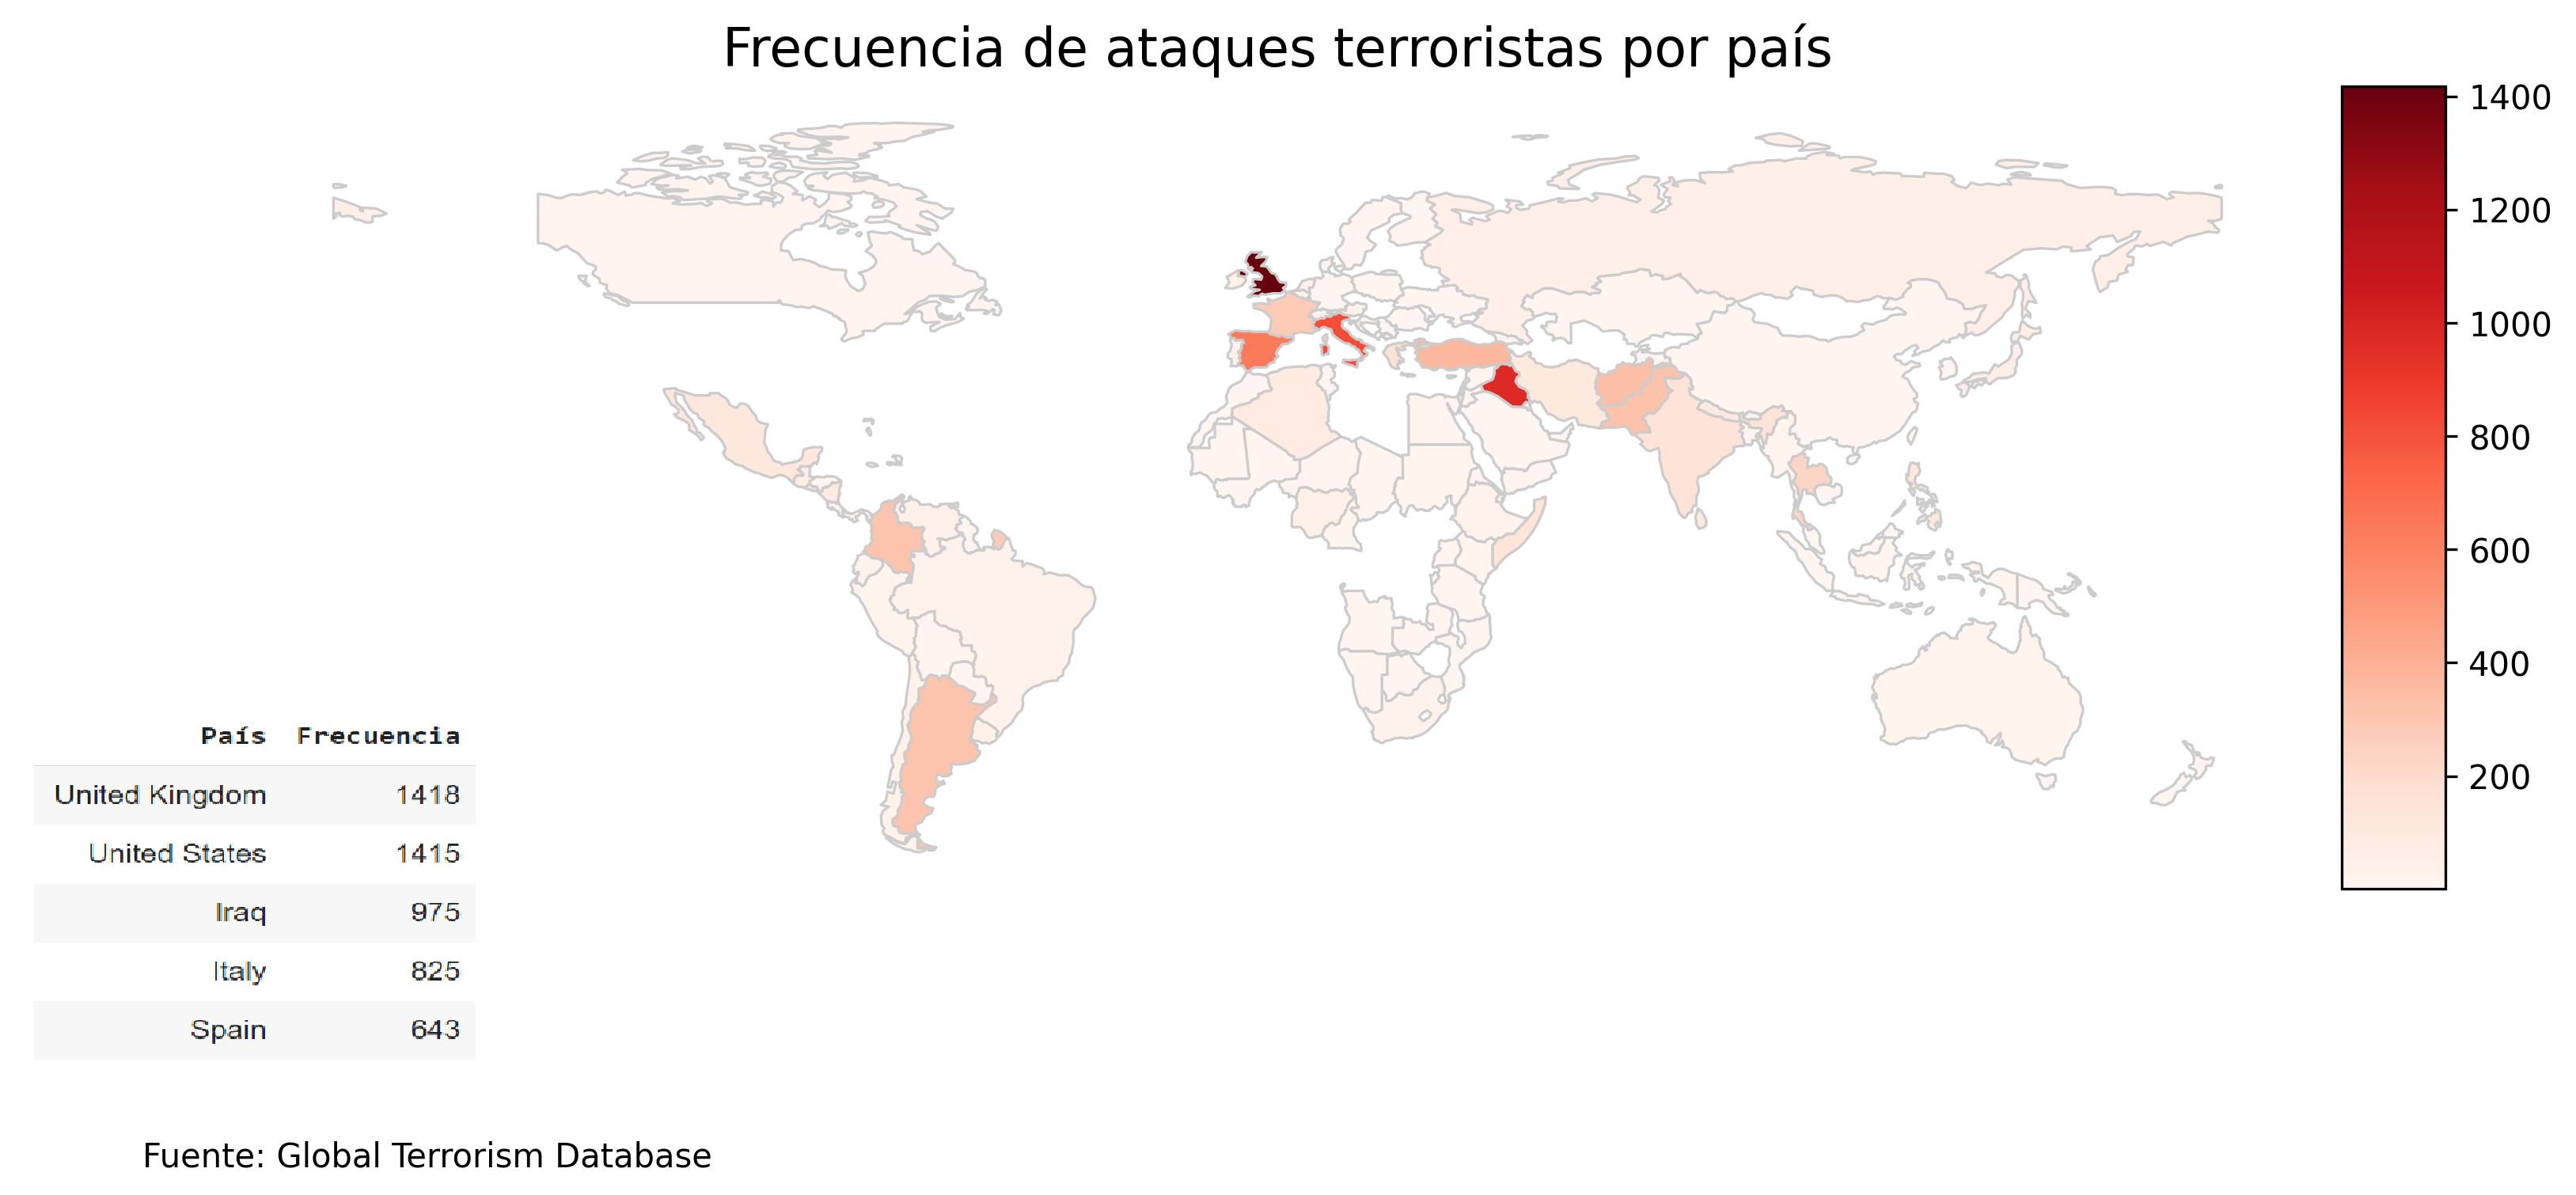 Frecuencia de ataques terroristas por país
1400
1200
1000
800
600
400
200
País Frecuencia
United Kingdom 1418
United States 1415
Iraq 975
Italy 825
Spain 643
Fuente: Global Terrorism Database